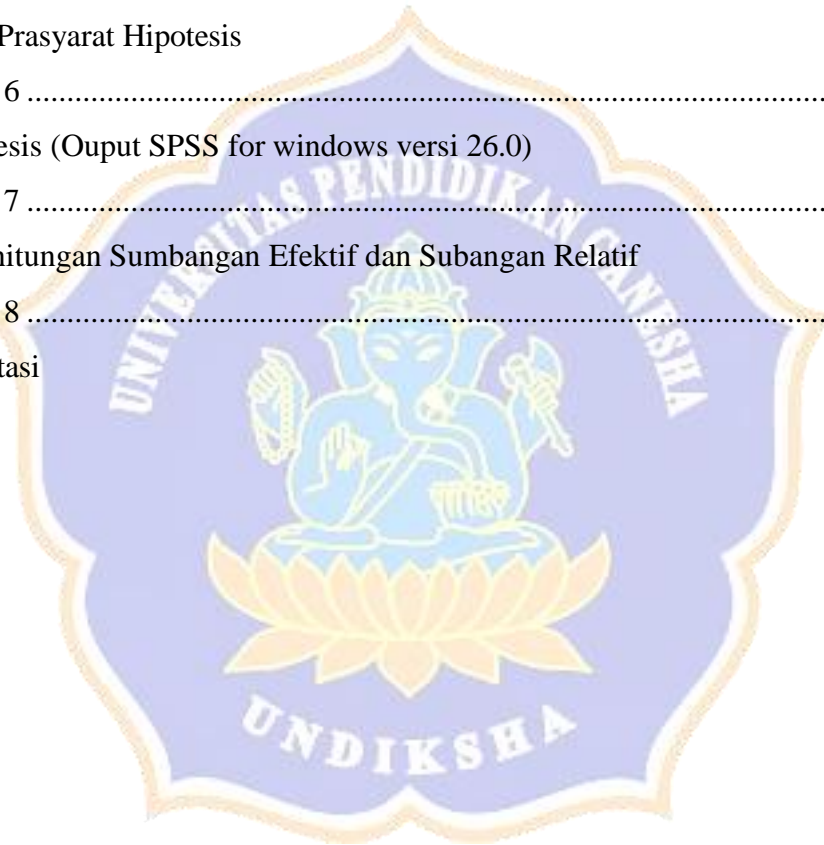 Prasyarat Hipotesis
6 ........................................................................................
esis (Ouput SPSS for windows versi 26.0)
7 ........................................................................................
hitungan Sumbangan Efektif dan Subangan Relatif
8 ........................................................................................
tasi
UNIVERSITAS PENDIDIKAN GANESHA
UNDIKSHA